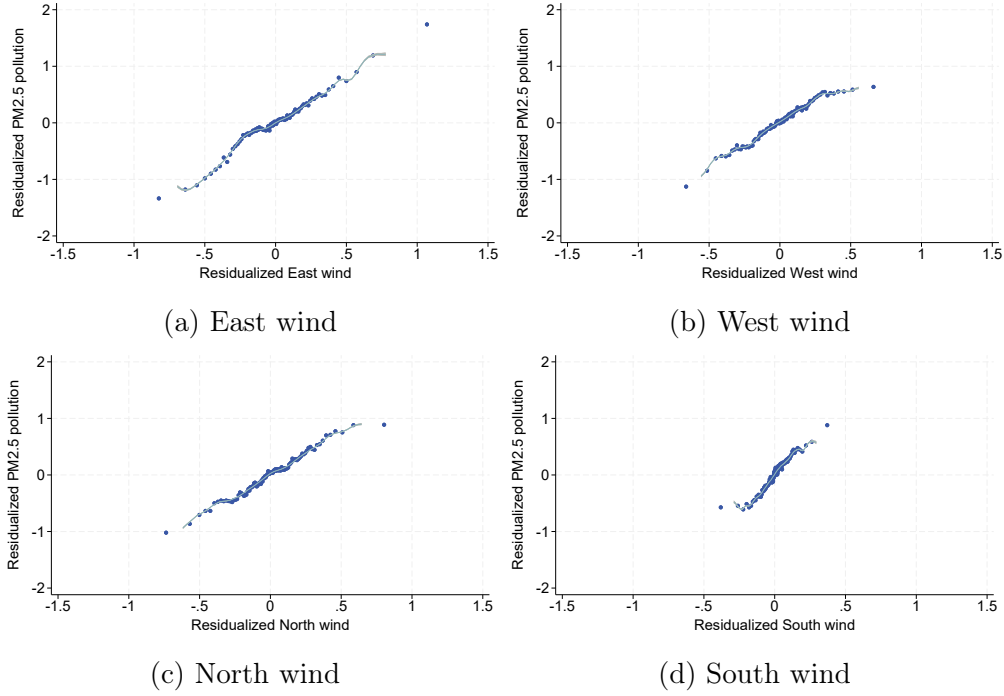 2
1
0
-1
-2
Residualized PM2.5 pollution
-1.5 -1 -.5 0 .5 1 1.5
Residualized East wind
(a) East wind
2
1
0
-1
-2
Residualized PM2.5 pollution
-1.5 -1 -.5 0 .5 1 1.5
Residualized West wind
(b) West wind
2
1
0
-1
-2
Residualized PM2.5 pollution
-1.5 -1 -.5 0 .5 1 1.5
Residualized North wind
(c) North wind
2
1
0
-1
-2
Residualized PM2.5 pollution
-1.5 -1 -.5 0 .5 1 1.5
Residualized South wind
(d) South wind